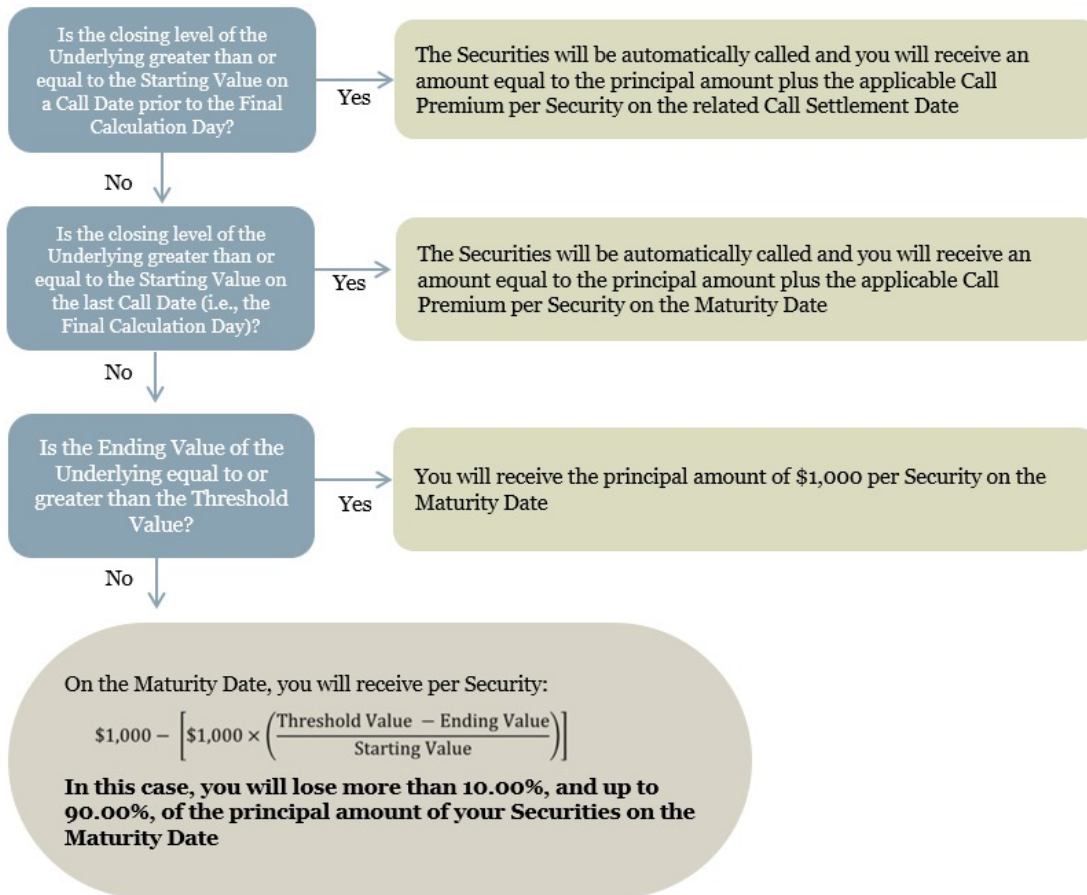 Is the closing level of the
Underlying greater than or
equal to the Starting Value on
a Call Date prior to the Final
Calculation Day?
Yes
The Securities will be automatically called and you will receive an
amount equal to the principal amount plus the applicable Call
Premium per Security on the related Call Settlement Date
No
Is the closing level of the
Underlying greater than or
equal to the Starting Value on
the last Call Date (i.e., the
Final Calculation Day)?
Yes
The Securities will be automatically called and you will receive an
amount equal to the principal amount plus the applicable Call
Premium per Security on the Maturity Date
No
Is the Ending Value of the
Underlying equal to or
greater than the Threshold
Value?
Yes
You will receive the principal amount of $1,000 per Security on the
Maturity Date
No
On the Maturity Date, you will receive per Security:
$1,000 − [$1,000 × (Threshold Value − Ending Value / Starting Value)]
In this case, you will lose more than 10.00%, and up to
90.00%, of the principal amount of your Securities on the
Maturity Date